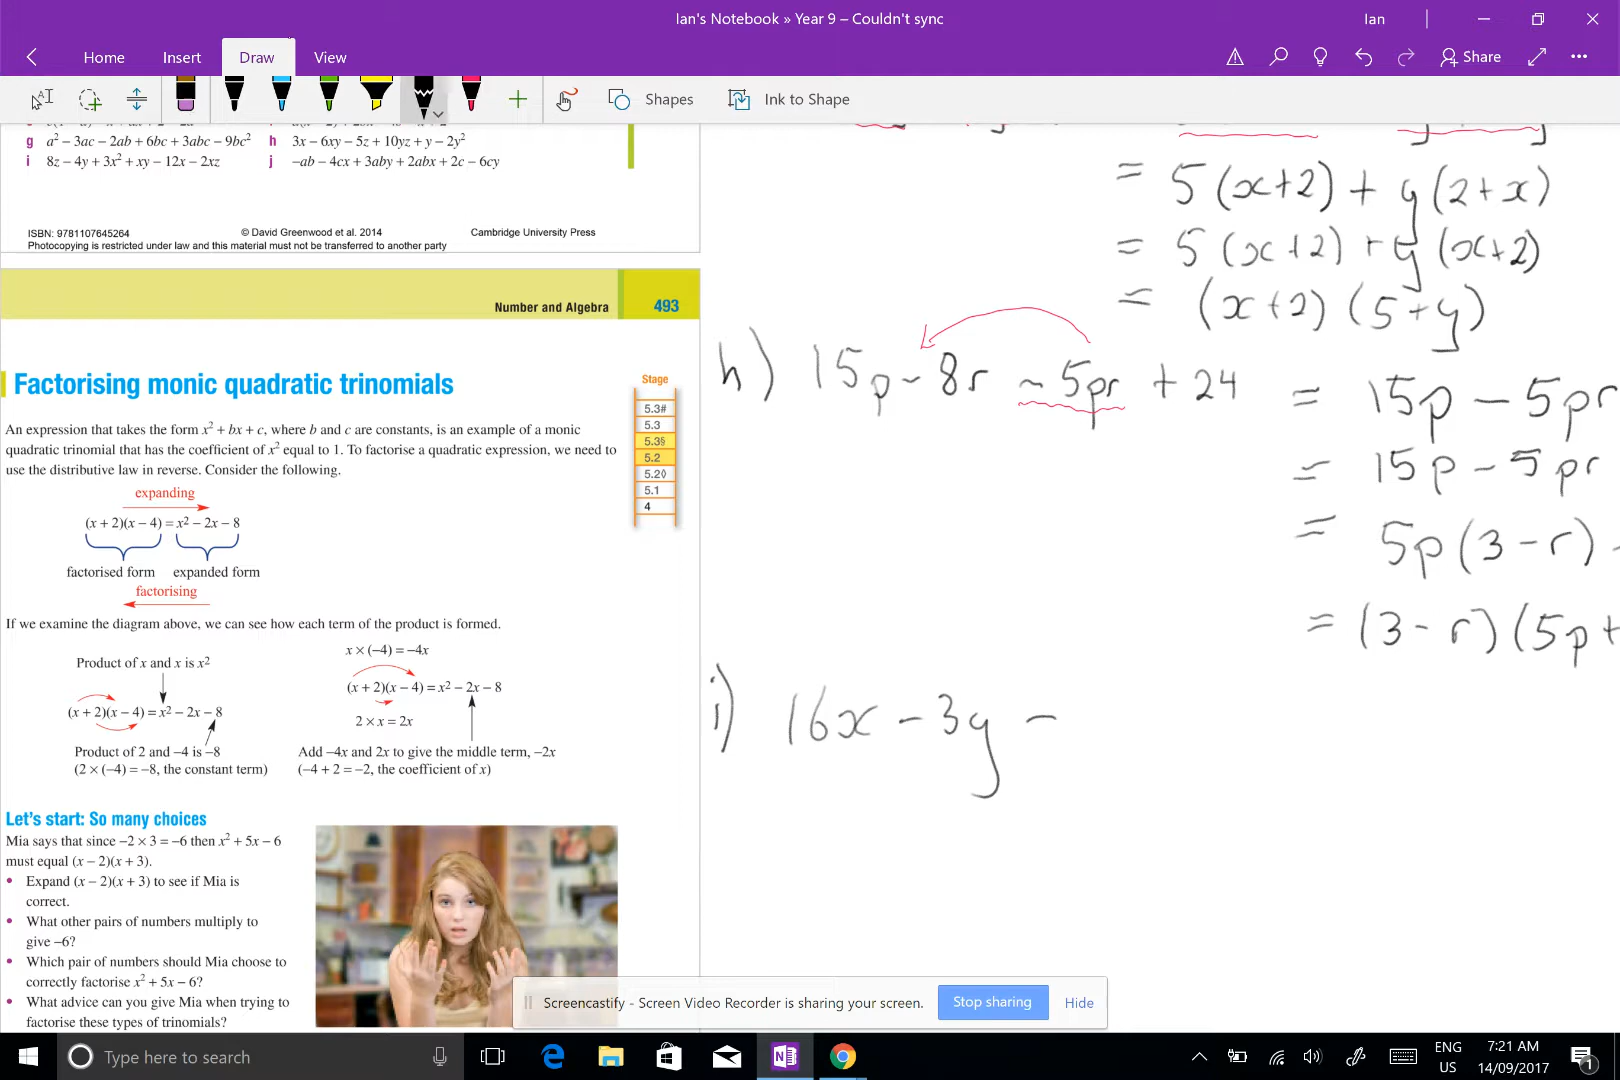 Ian's Notebook » Year 9 – Couldn't sync
Ian
Home Insert Draw View
Share
Shapes
Ink to Shape
g a² − 3ac − 2ab + 6bc + 3abc − 9bc² h 3x − 6xy − 5z + 10yz + y − 2y²
i 8z − 4y + 3x² + xy − 12x − 2xz j −ab − 4cx + 3aby + 2abx + 2c − 6cy
ISBN: 9781107645264 © David Greenwood et al. 2014 Cambridge University Press
Photocopying is restricted under law and this material must not be transferred to another party
Number and Algebra 493
Factorising monic quadratic trinomials
Stage
5.3#
5.3
5.3§
5.2
5.2◊
5.1
4
An expression that takes the form x² + bx + c, where b and c are constants, is an example of a monic
quadratic trinomial that has the coefficient of x² equal to 1. To factorise a quadratic expression, we need to
use the distributive law in reverse. Consider the following.
expanding
(x + 2)(x − 4) = x² − 2x − 8
factorised form expanded form
factorising
If we examine the diagram above, we can see how each term of the product is formed.
Product of x and x is x²
(x + 2)(x − 4) = x² − 2x − 8
Product of 2 and −4 is −8
(2 × (−4) = −8, the constant term)
x × (−4) = −4x
(x + 2)(x − 4) = x² − 2x − 8
2 × x = 2x
Add −4x and 2x to give the middle term, −2x
(−4 + 2 = −2, the coefficient of x)
Let's start: So many choices
Mia says that since −2 × 3 = −6 then x² + 5x − 6
must equal (x − 2)(x + 3).
• Expand (x − 2)(x + 3) to see if Mia is
correct.
• What other pairs of numbers multiply to
give −6?
• Which pair of numbers should Mia choose to
correctly factorise x² + 5x − 6?
• What advice can you give Mia when trying to
factorise these types of trinomials?
= 5(x+2) + y(2+x)
= 5(x+2) + y(x+2)
= (x+2)(5+y)
h) 15p − 8r − 5pr + 24 = 15p − 5pr
= 15p − 5pr
= 5p(3 − r)
= (3 − r)(5p +
i) 16x − 3y −
Screencastify - Screen Video Recorder is sharing your screen. Stop sharing Hide
Type here to search
ENG
US
7:21 AM
14/09/2017
1